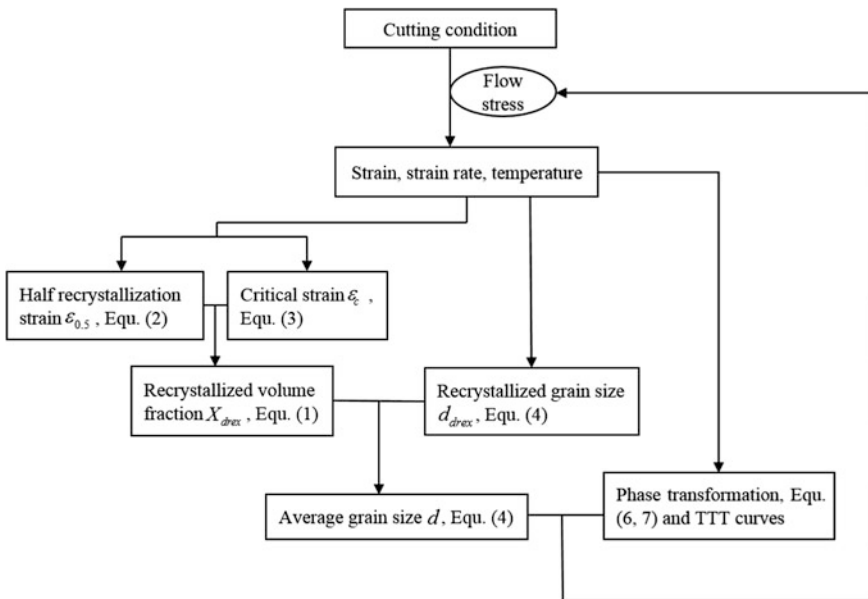 Cutting condition
Flow
stress
Strain, strain rate, temperature
Half recrystallization
strain ε0.5 , Equ. (2)
Critical strain εc ,
Equ. (3)
Recrystallized volume
fraction Xdrex , Equ. (1)
Recrystallized grain size
ddrex , Equ. (4)
Average grain size d, Equ. (4)
Phase transformation, Equ.
(6, 7) and TTT curves